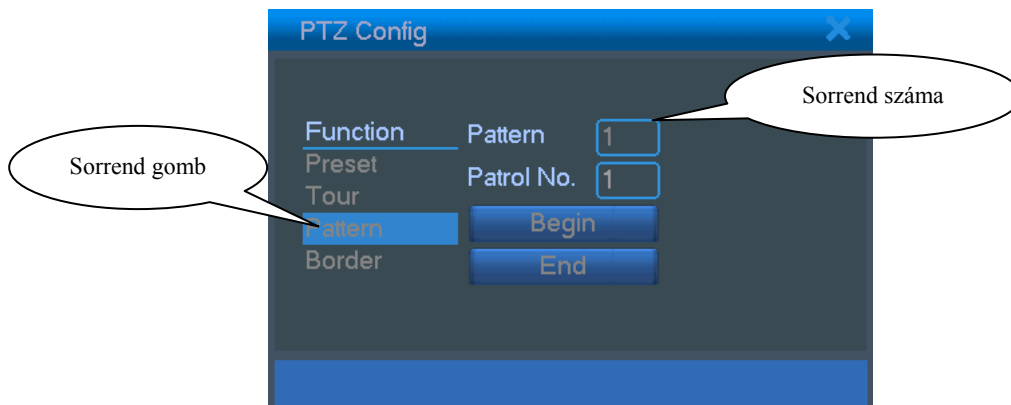 PTZ Config
Sorrend száma
Sorrend gomb
Function
Preset
Tour
Pattern
Border
Pattern 1
Patrol No. 1
Begin
End